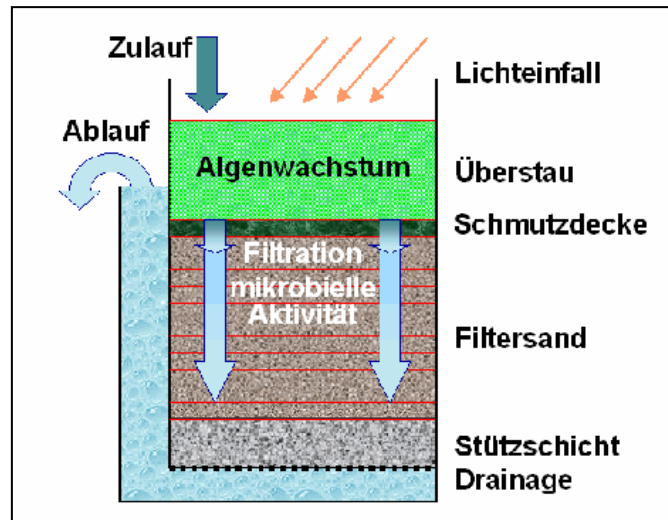 Zulauf
Lichteinfall
Ablauf
Algenwachstum
Überstau
Schmutzdecke
Filtration
mikrobielle
Aktivität
Filtersand
Stützschicht
Drainage